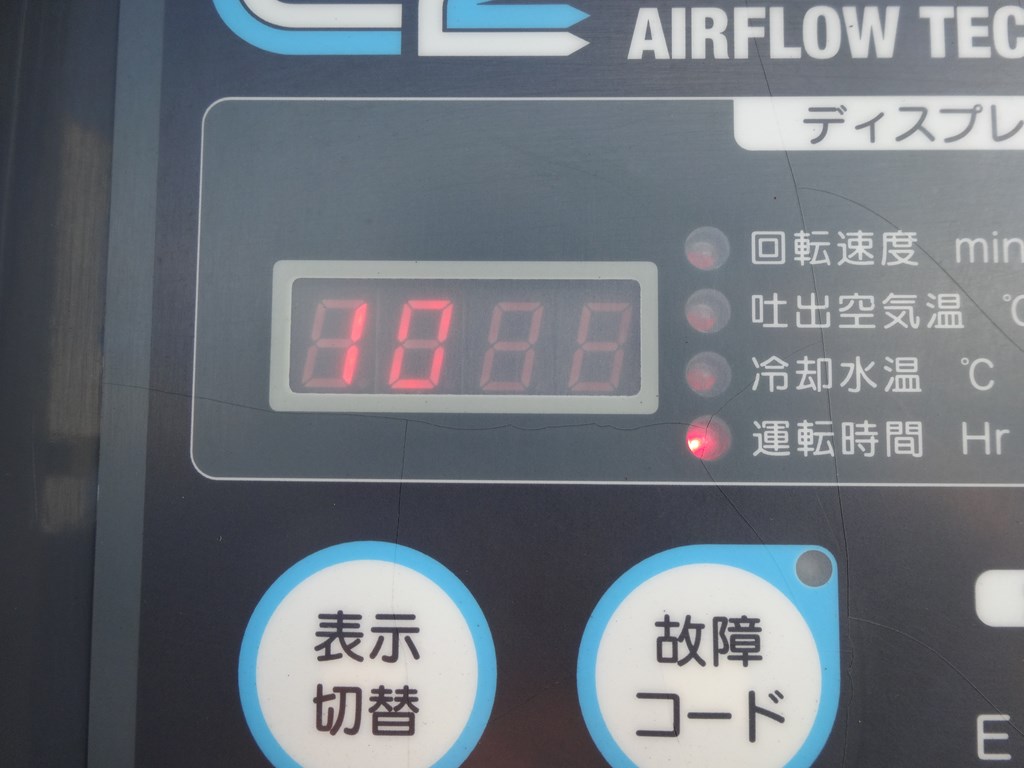 AIRFLOW TEC
ディスプレ
10
回転速度 min
吐出空気温 ℃
冷却水温 ℃
運転時間 Hr
表示
切替
故障
コード
E